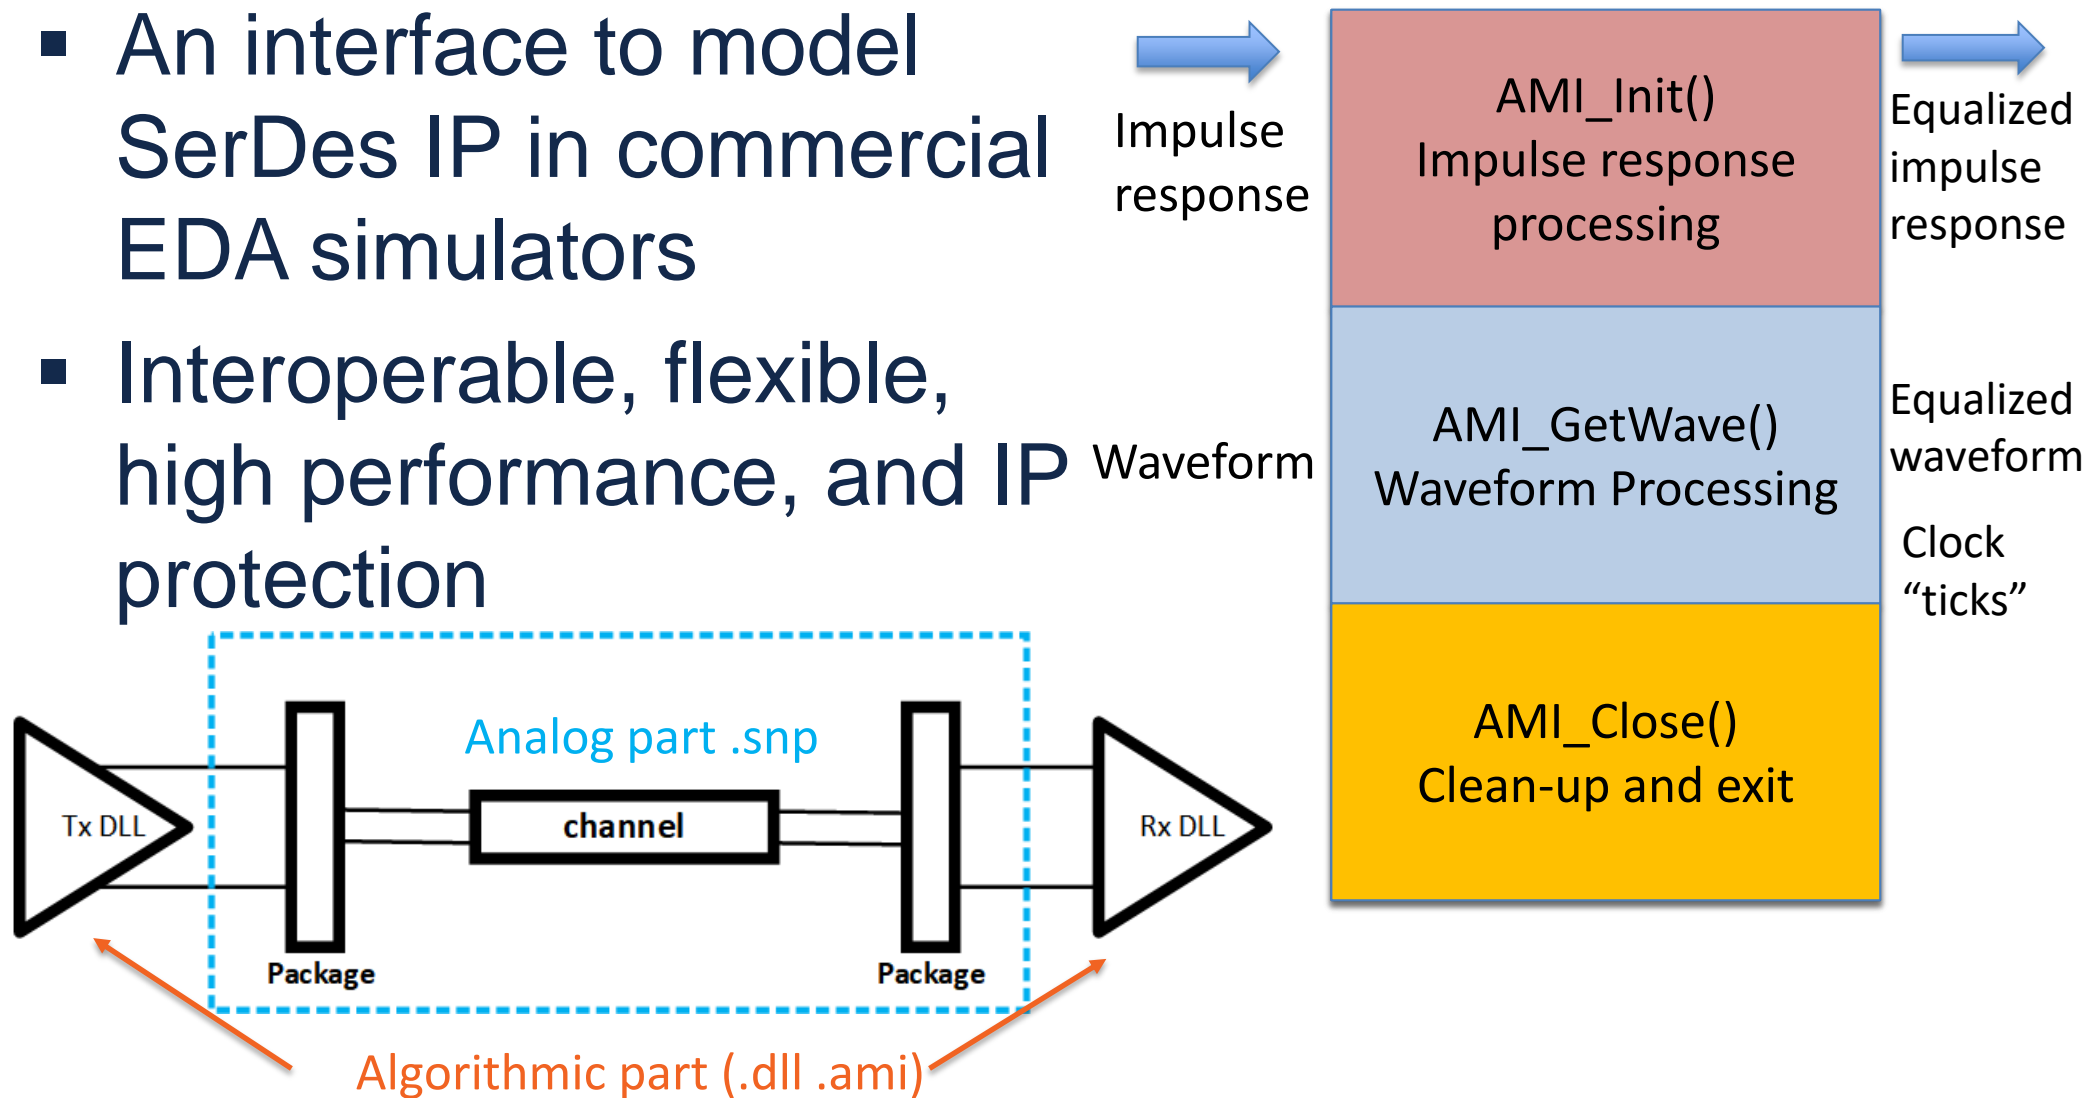 ▪ An interface to model
SerDes IP in commercial
EDA simulators
▪ Interoperable, flexible,
high performance, and IP
protection
Impulse
response
AMI_Init()
Impulse response
processing
Equalized
impulse
response
Waveform
AMI_GetWave()
Waveform Processing
Equalized
waveform
Clock
“ticks”
AMI_Close()
Clean-up and exit
Analog part .snp
Tx DLL
channel
Rx DLL
Package
Package
Algorithmic part (.dll .ami)